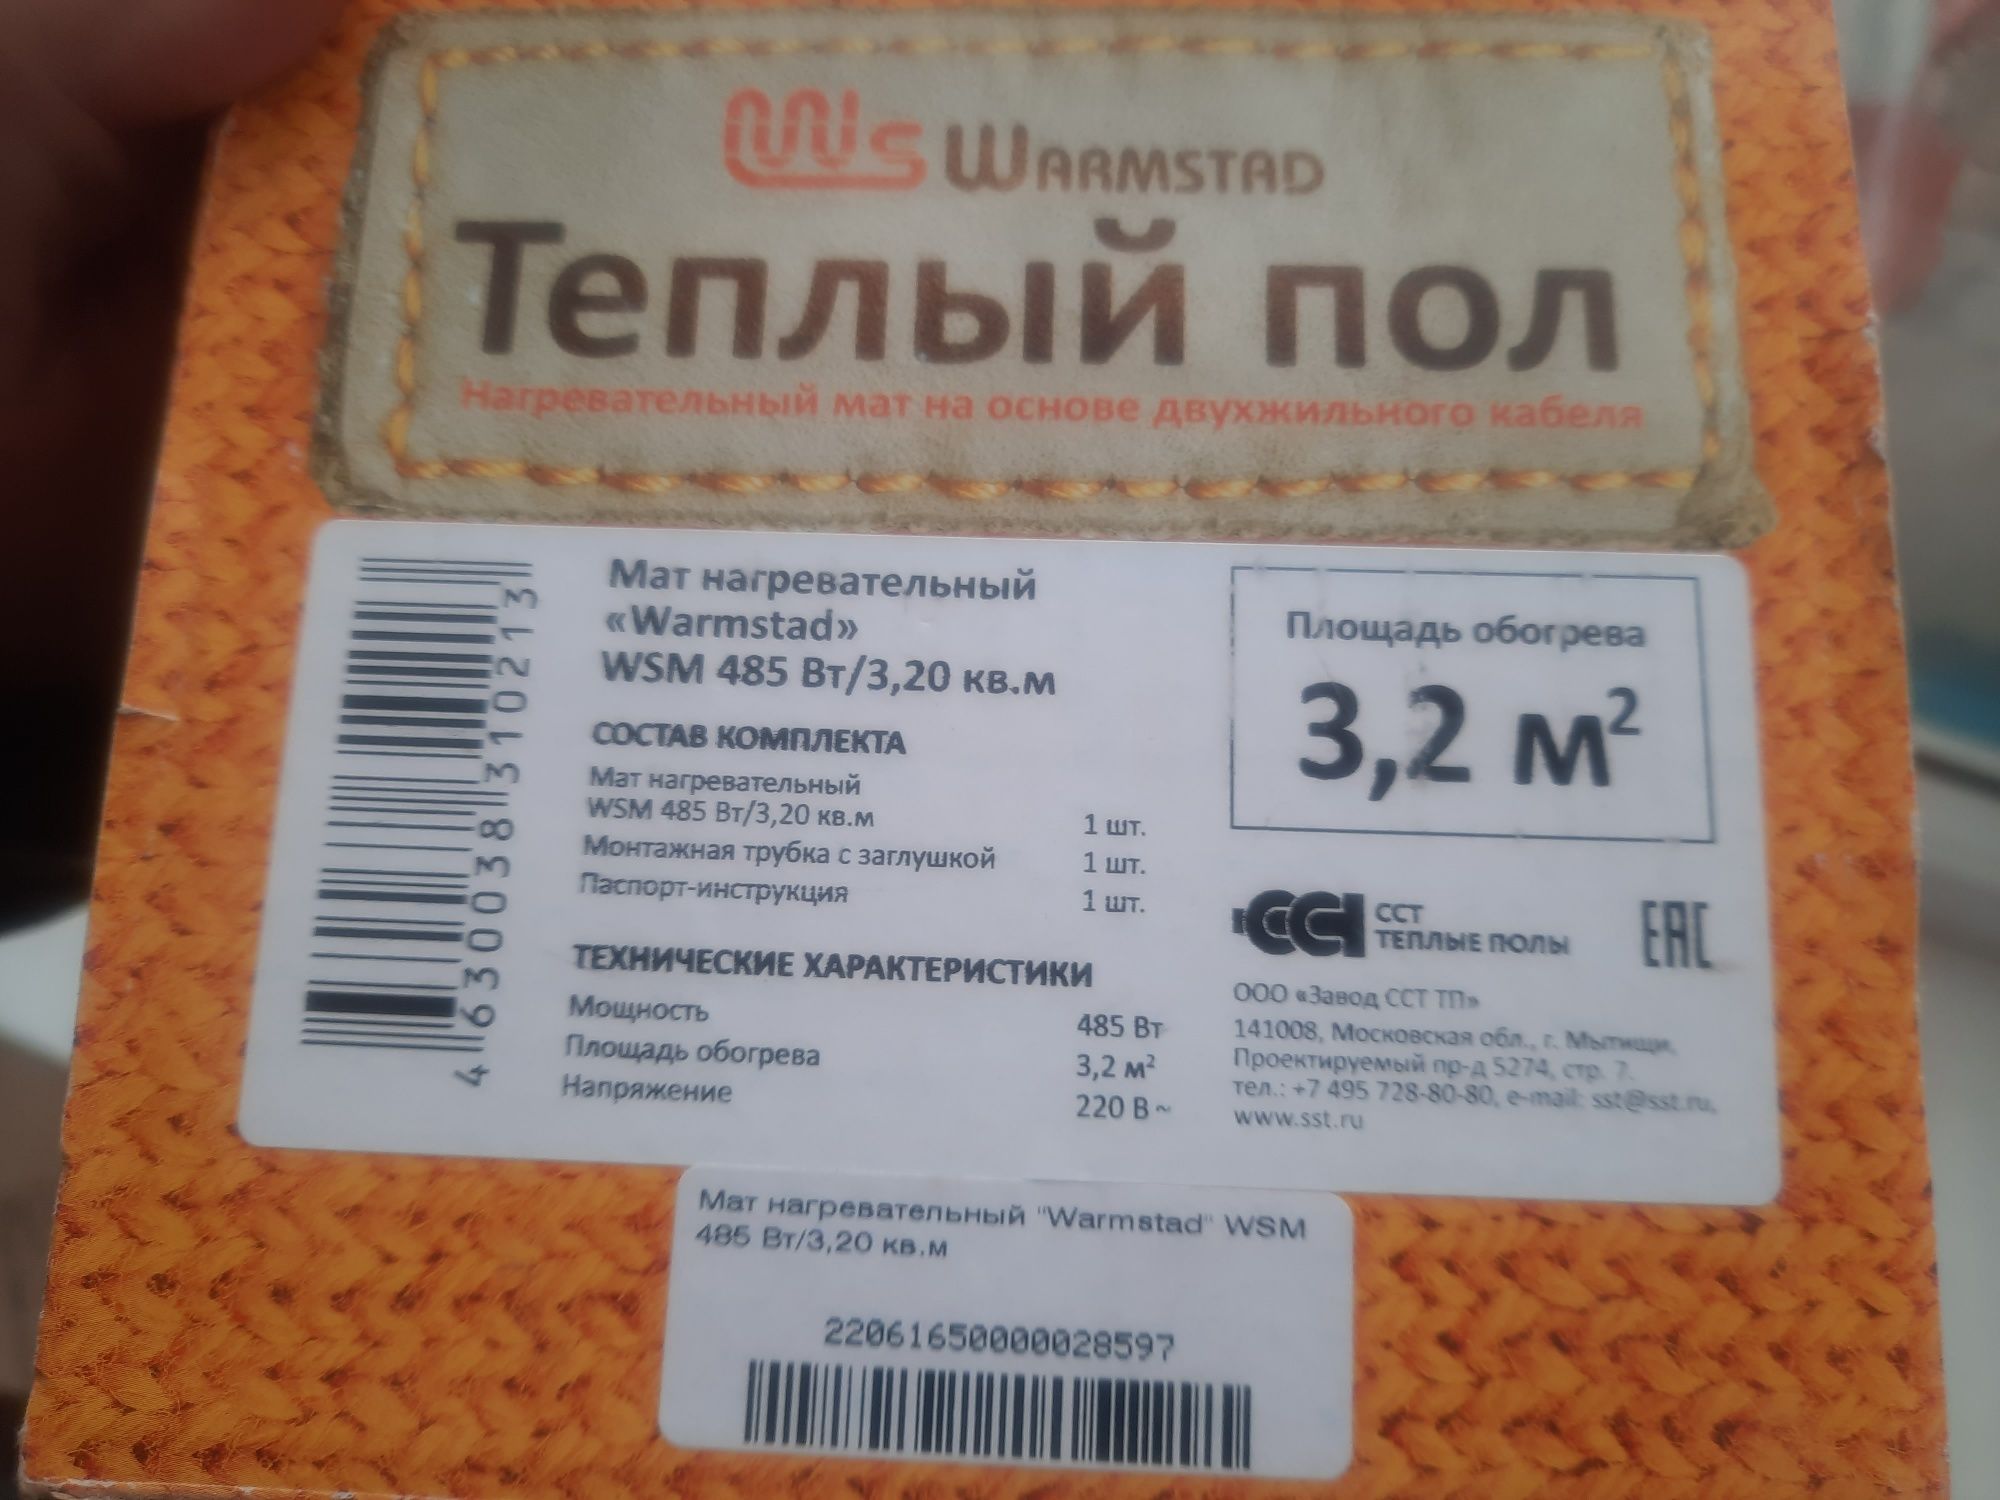 WS WARMSTAD
Теплый пол
Нагревательный мат на основе двухжильного кабеля
4630038310213
Мат нагревательный
«Warmstad»
WSM 485 Вт/3,20 кв.м
СОСТАВ КОМПЛЕКТА
Мат нагревательный
WSM 485 Вт/3,20 кв.м 1 шт.
Монтажная трубка с заглушкой 1 шт.
Паспорт-инструкция 1 шт.
ТЕХНИЧЕСКИЕ ХАРАКТЕРИСТИКИ
Мощность 485 Вт
Площадь обогрева 3,2 м²
Напряжение 220 В~
Площадь обогрева
3,2 м²
ССТ
ССТ
ТЕПЛЫЕ ПОЛЫ
EAC
ООО «Завод ССТ ТП»
141008, Московская обл., г. Мытищи,
Проектируемый пр-д 5274, стр. 7.
тел.: +7 495 728-80-80, e-mail: sst@sst.ru,
www.sst.ru
Мат нагревательный "Warmstad" WSM
485 Вт/3,20 кв.м
22061650000028597